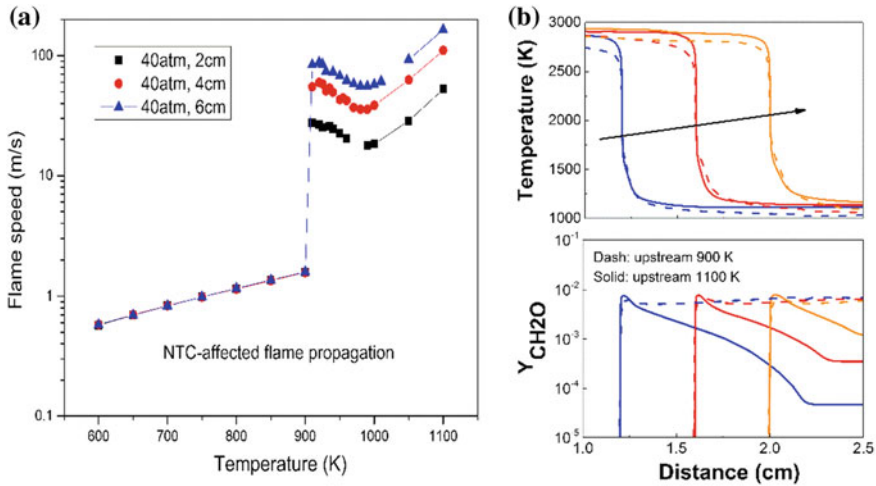 (a)
100
10
1
0.1
Flame speed (m/s)
40atm, 2cm
40atm, 4cm
40atm, 6cm
NTC-affected flame propagation
600 700 800 900 1000 1100
Temperature (K)
(b)
3000
2500
2000
1500
1000
Temperature (K)
10-1
10-2
10-3
10-4
10-5
YCH2O
Dash: upstream 900 K
Solid: upstream 1100 K
1.0 1.5 2.0 2.5
Distance (cm)